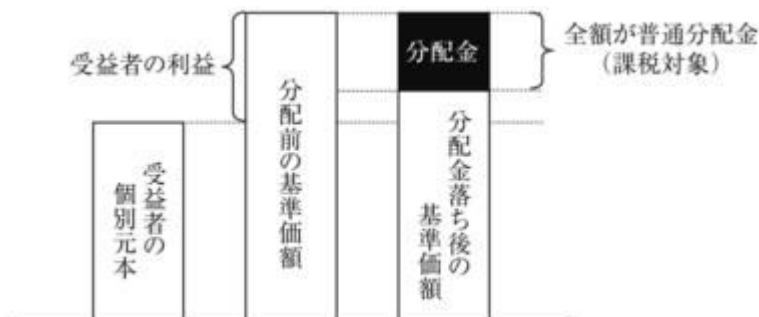 受益者の利益
分配金
全額が普通分配金
（課税対象）
受益者の
個別元本
分配前の基準価額
分配金落ち後の
基準価額